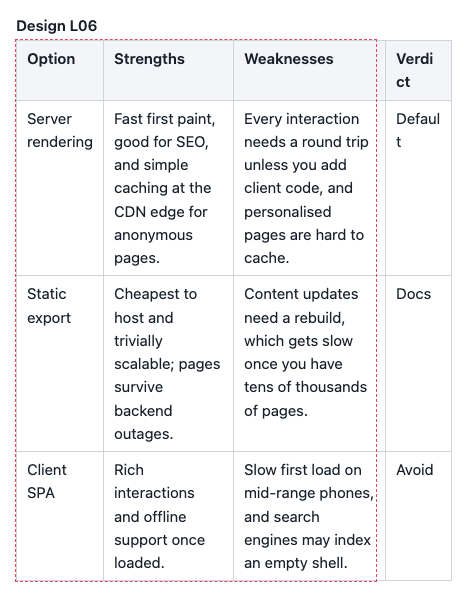 Design L06
Option Strengths Weaknesses Verdi
ct
Server
rendering
Fast first paint,
good for SEO,
and simple
caching at the
CDN edge for
anonymous
pages.
Every interaction
needs a round trip
unless you add
client code, and
personalised
pages are hard to
cache.
Defaul
t
Static
export
Cheapest to
host and
trivially
scalable; pages
survive
backend
outages.
Content updates
need a rebuild,
which gets slow
once you have
tens of thousands
of pages.
Docs
Client
SPA
Rich
interactions
and offline
support once
loaded.
Slow first load on
mid-range phones,
and search
engines may index
an empty shell.
Avoid